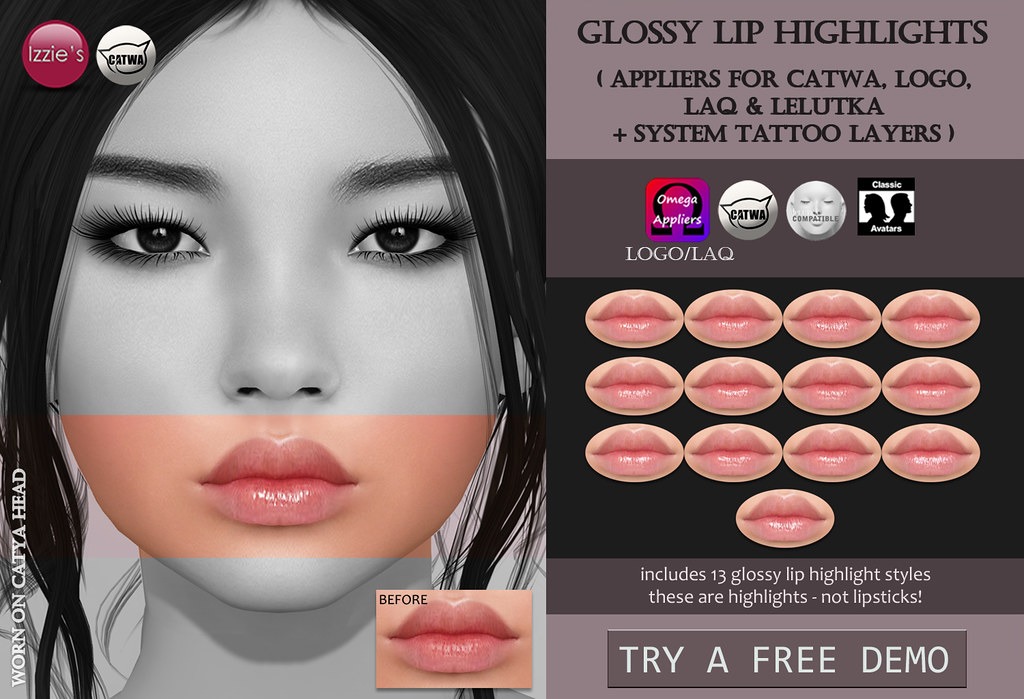 Izzie's
CATWA
WORN ON CATYA HEAD
BEFORE
GLOSSY LIP HIGHLIGHTS
( APPLIERS FOR CATWA, LOGO,
LAQ & LELUTKA
+ SYSTEM TATTOO LAYERS )
Omega
Appliers
CATWA
COMPATIBLE
Classic
Avatars
LOGO/LAQ
includes 13 glossy lip highlight styles
these are highlights - not lipsticks!
TRY A FREE DEMO